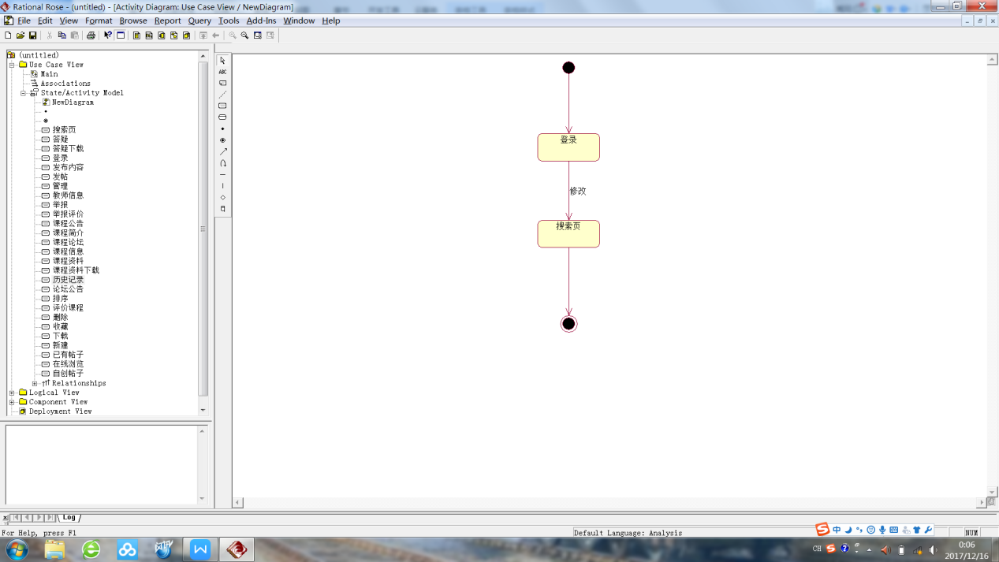 Rational Rose - (untitled) - [Activity Diagram: Use Case View / NewDiagram]
File Edit View Format Browse Report Query Tools Add-Ins Window Help
(untitled)
Use Case View
Main
Associations
State/Activity Model
NewDiagram
搜索页
答疑
答疑下载
登录
发布内容
发帖
管理
教师信息
举报
举报评价
课程公告
课程简介
课程论坛
课程信息
课程资料
课程资料下载
历史记录
论坛公告
排序
评价课程
删除
收藏
下载
新建
已有帖子
在线浏览
自创帖子
Relationships
Logical View
Component View
Deployment View
ABC
登录
修改
搜索页
Log
For Help, press F1
Default Language: Analysis
NUM
中
CH
0:06
2017/12/16